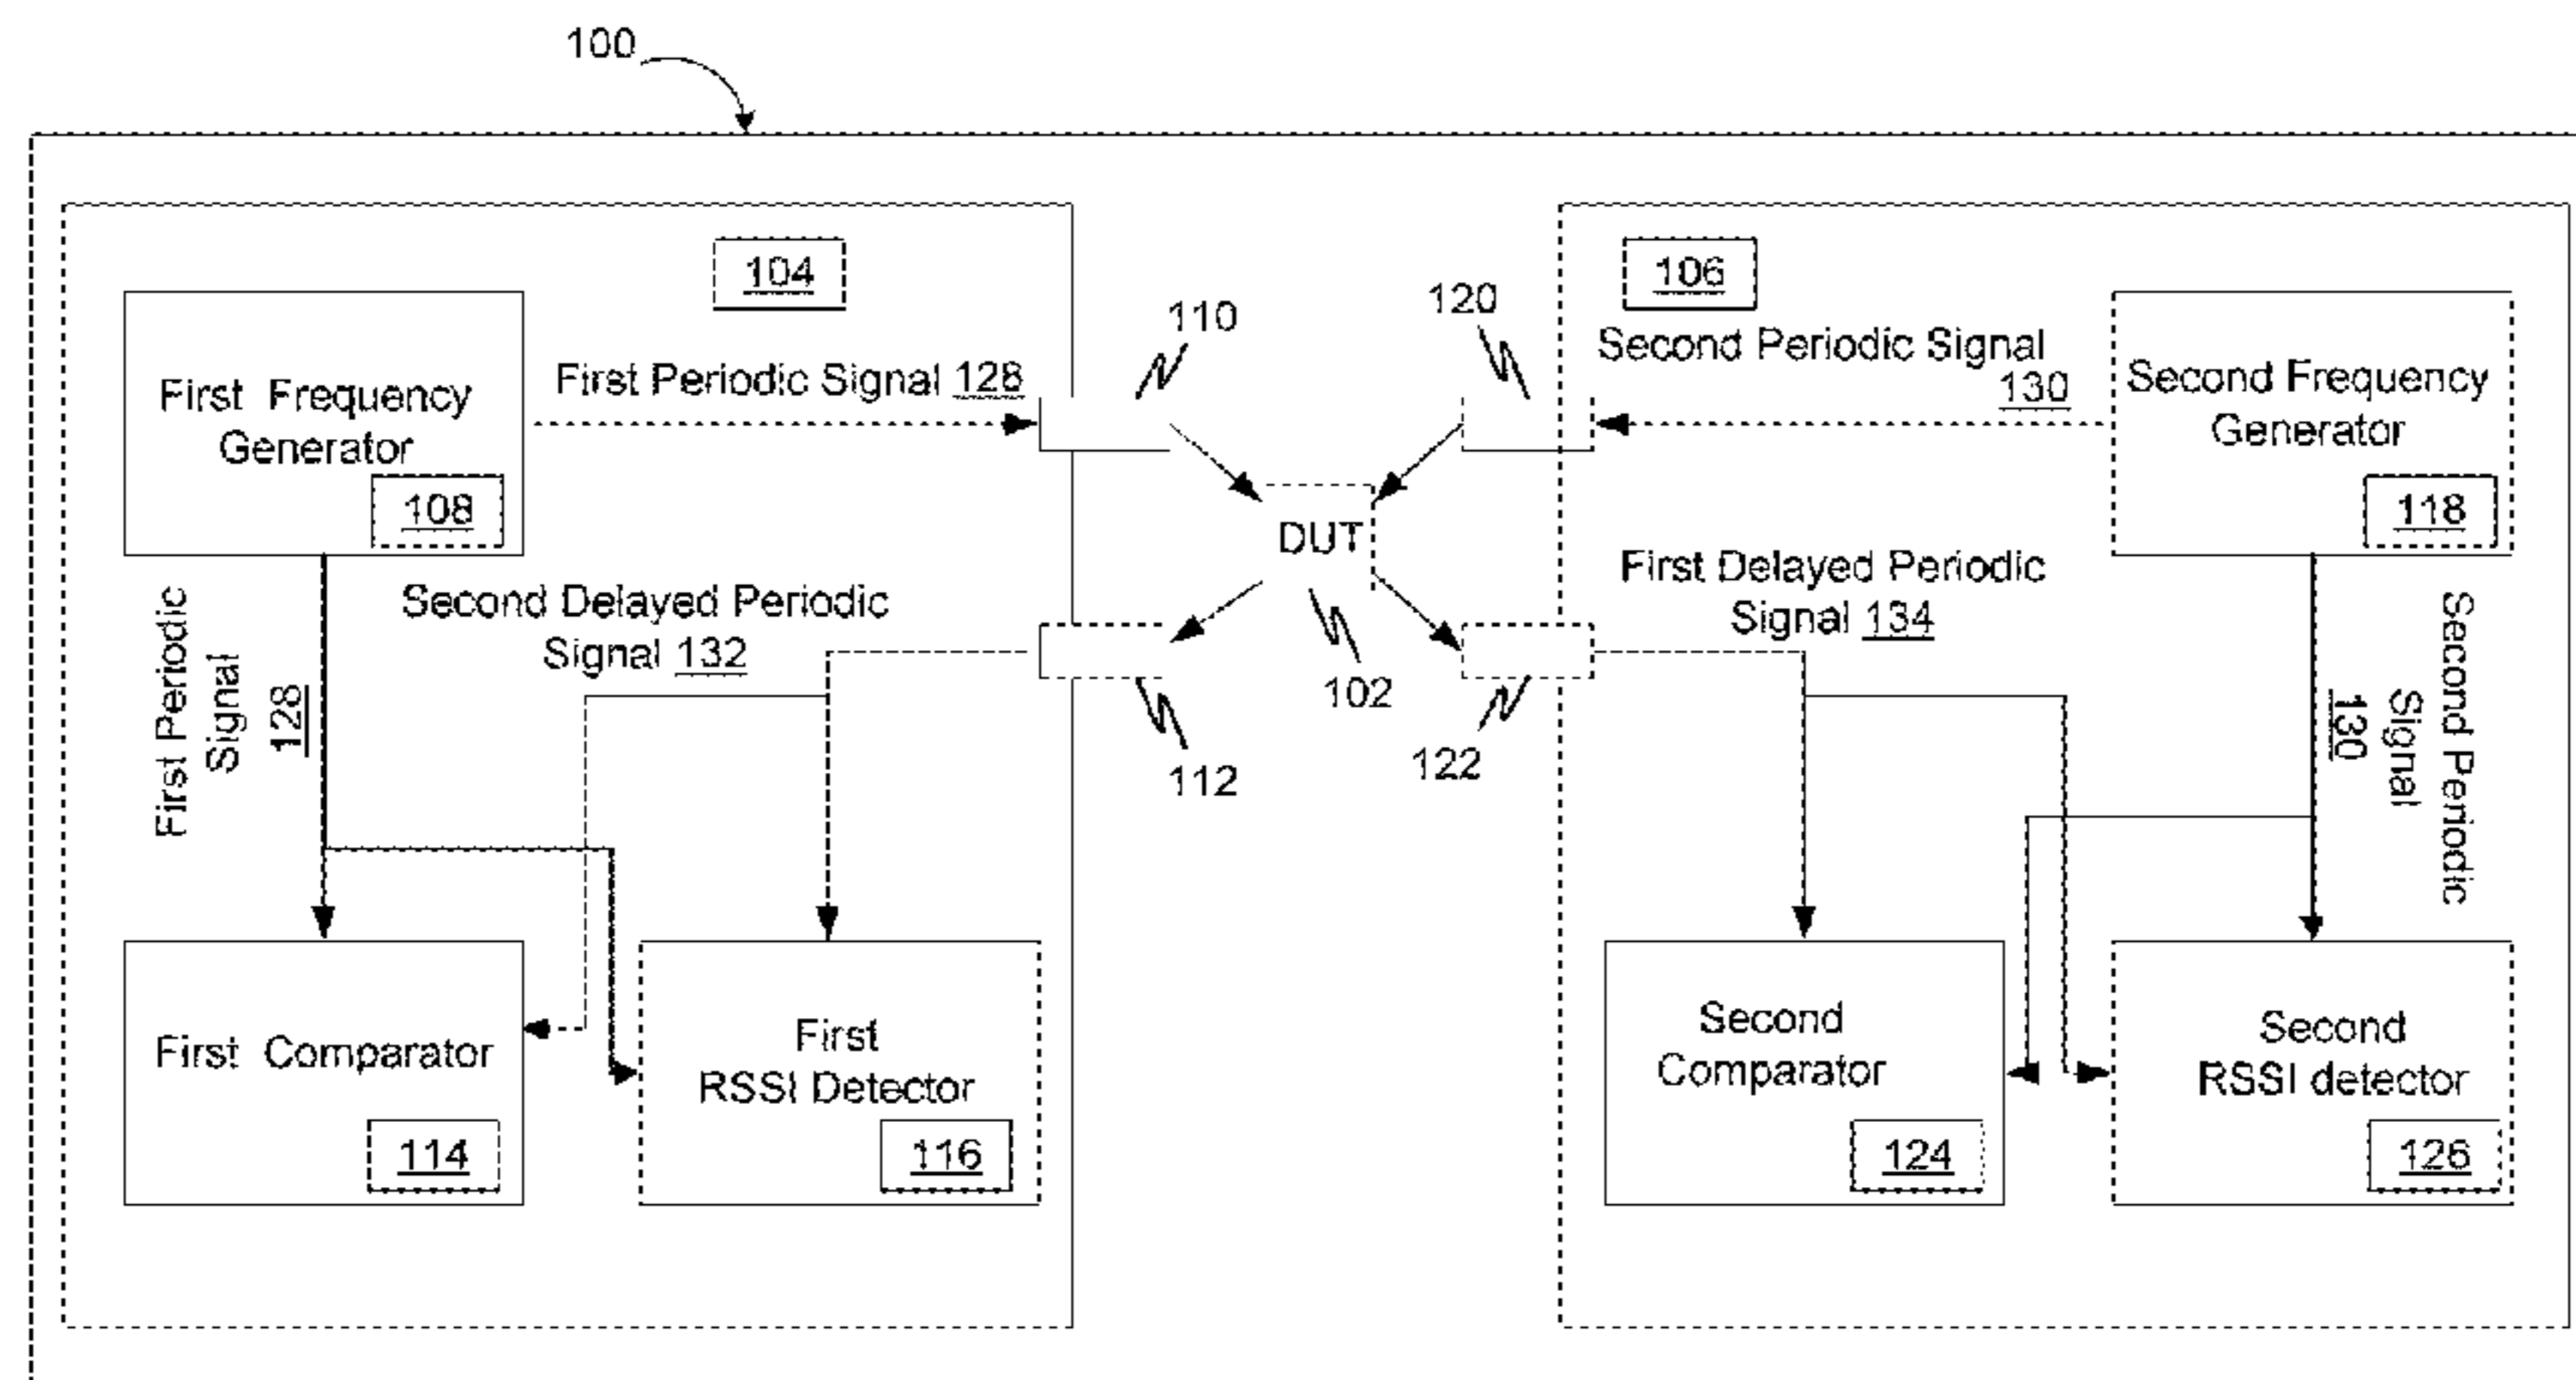 100
104
106
110
120
First Frequency
Generator
108
First Periodic Signal 128
Second Periodic Signal
130
Second Frequency
Generator
118
DUT
102
First Periodic
Signal
128
Second Delayed Periodic
Signal 132
112
122
First Delayed Periodic
Signal 134
Second Periodic
Signal
130
First Comparator
114
First
RSSI Detector
116
Second
Comparator
124
Second
RSSI detector
126